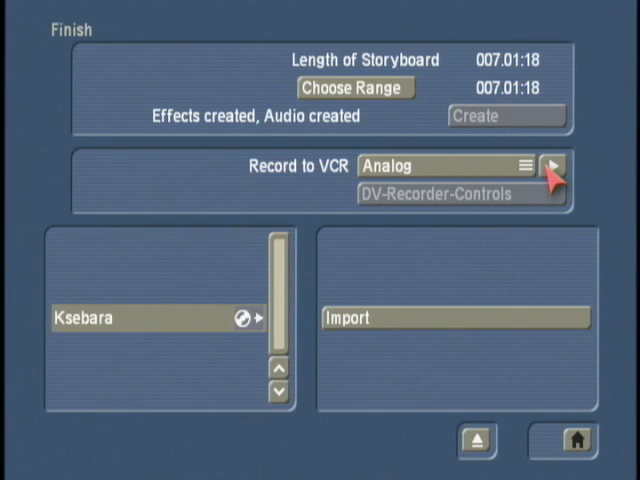 Finish
Length of Storyboard 007.01:18
Choose Range 007.01:18
Effects created, Audio created Create
Record to VCR Analog
DV-Recorder-Controls
Ksebara
Import